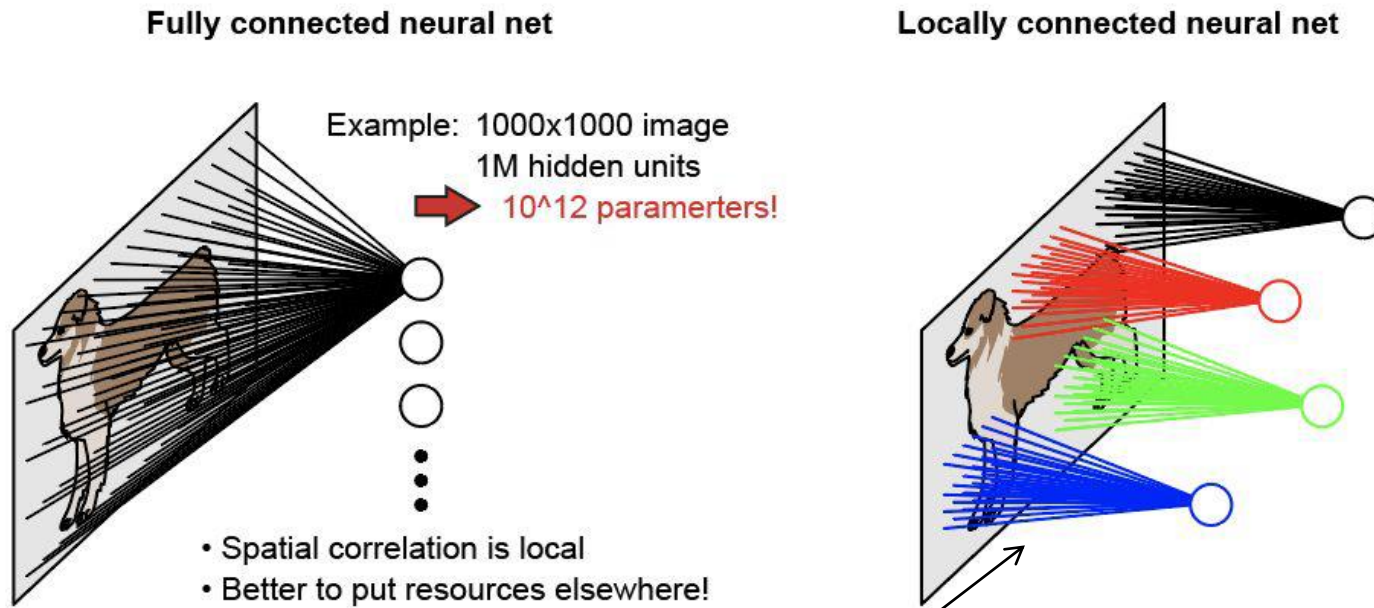 Fully connected neural net
Example: 1000x1000 image
1M hidden units
10^12 paramerters!
• Spatial correlation is local
• Better to put resources elsewhere!
Locally connected neural net